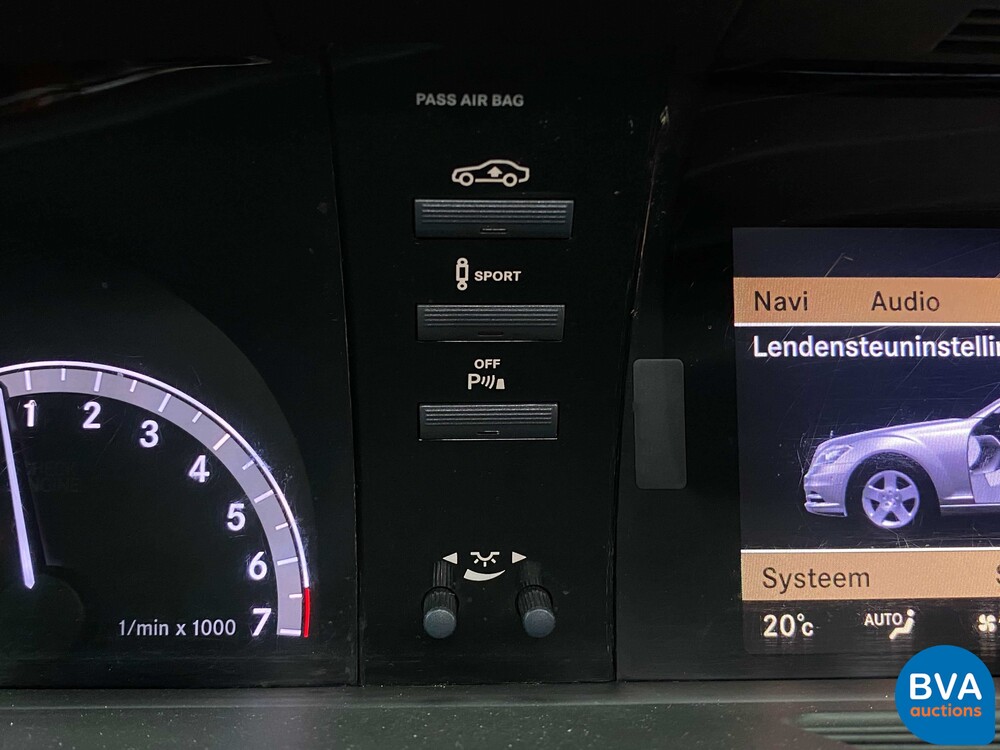 PASS AIR BAG
SPORT
OFF
P
1
2
3
4
5
6
7
1/min x 1000
Navi Audio
Lendensteuninstellin
Systeem
20°c AUTO
BVA
auctions